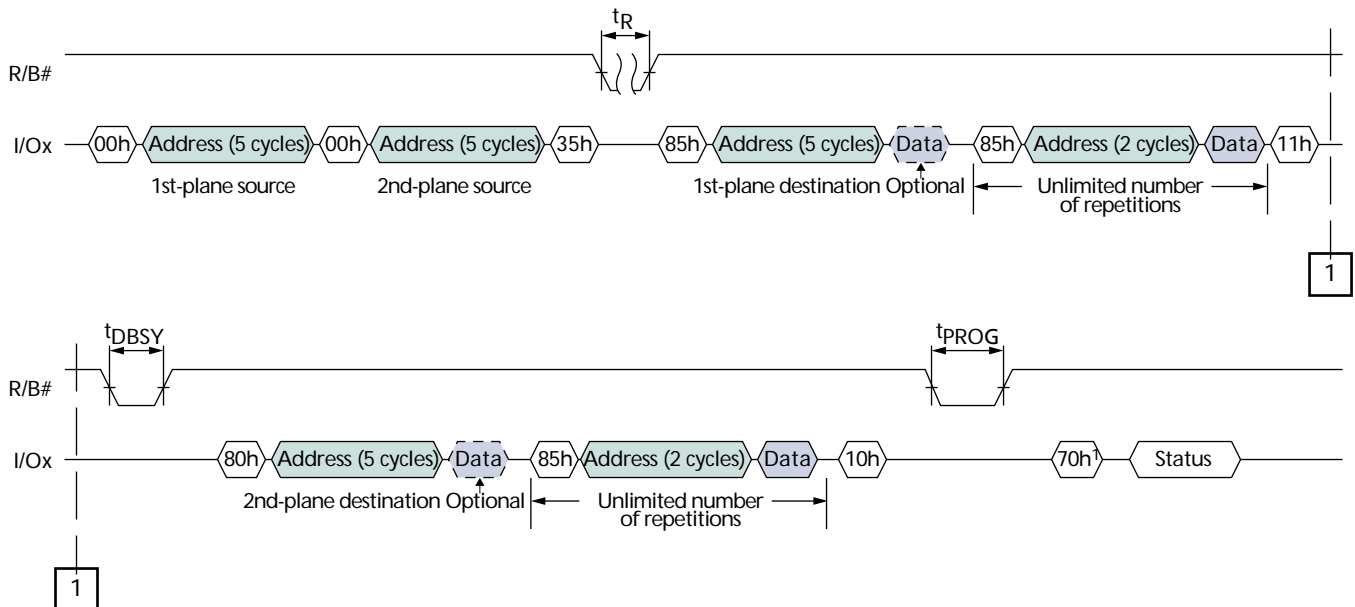 tR
R/B#
I/Ox 00h Address (5 cycles) 00h Address (5 cycles) 35h 85h Address (5 cycles) Data 85h Address (2 cycles) Data 11h
1st-plane source 2nd-plane source 1st-plane destination Optional Unlimited number
of repetitions
1
tDBSY tPROG
R/B#
I/Ox 80h Address (5 cycles) Data 85h Address (2 cycles) Data 10h 70h1 Status
2nd-plane destination Optional Unlimited number
of repetitions
1